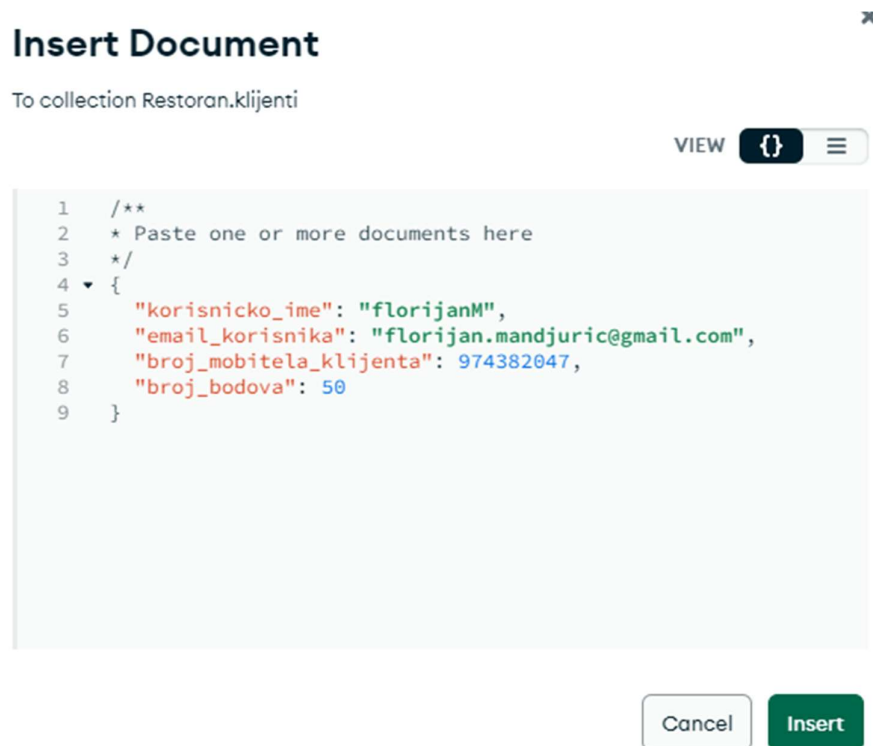 Insert Document
To collection Restoran.klijenti
VIEW {}
1 /**
2 * Paste one or more documents here
3 */
4 {
5 "korisnicko_ime": "florijanM",
6 "email_korisnika": "florijan.mandjuric@gmail.com",
7 "broj_mobitela_klijenta": 974382047,
8 "broj_bodova": 50
9 }
Cancel Insert